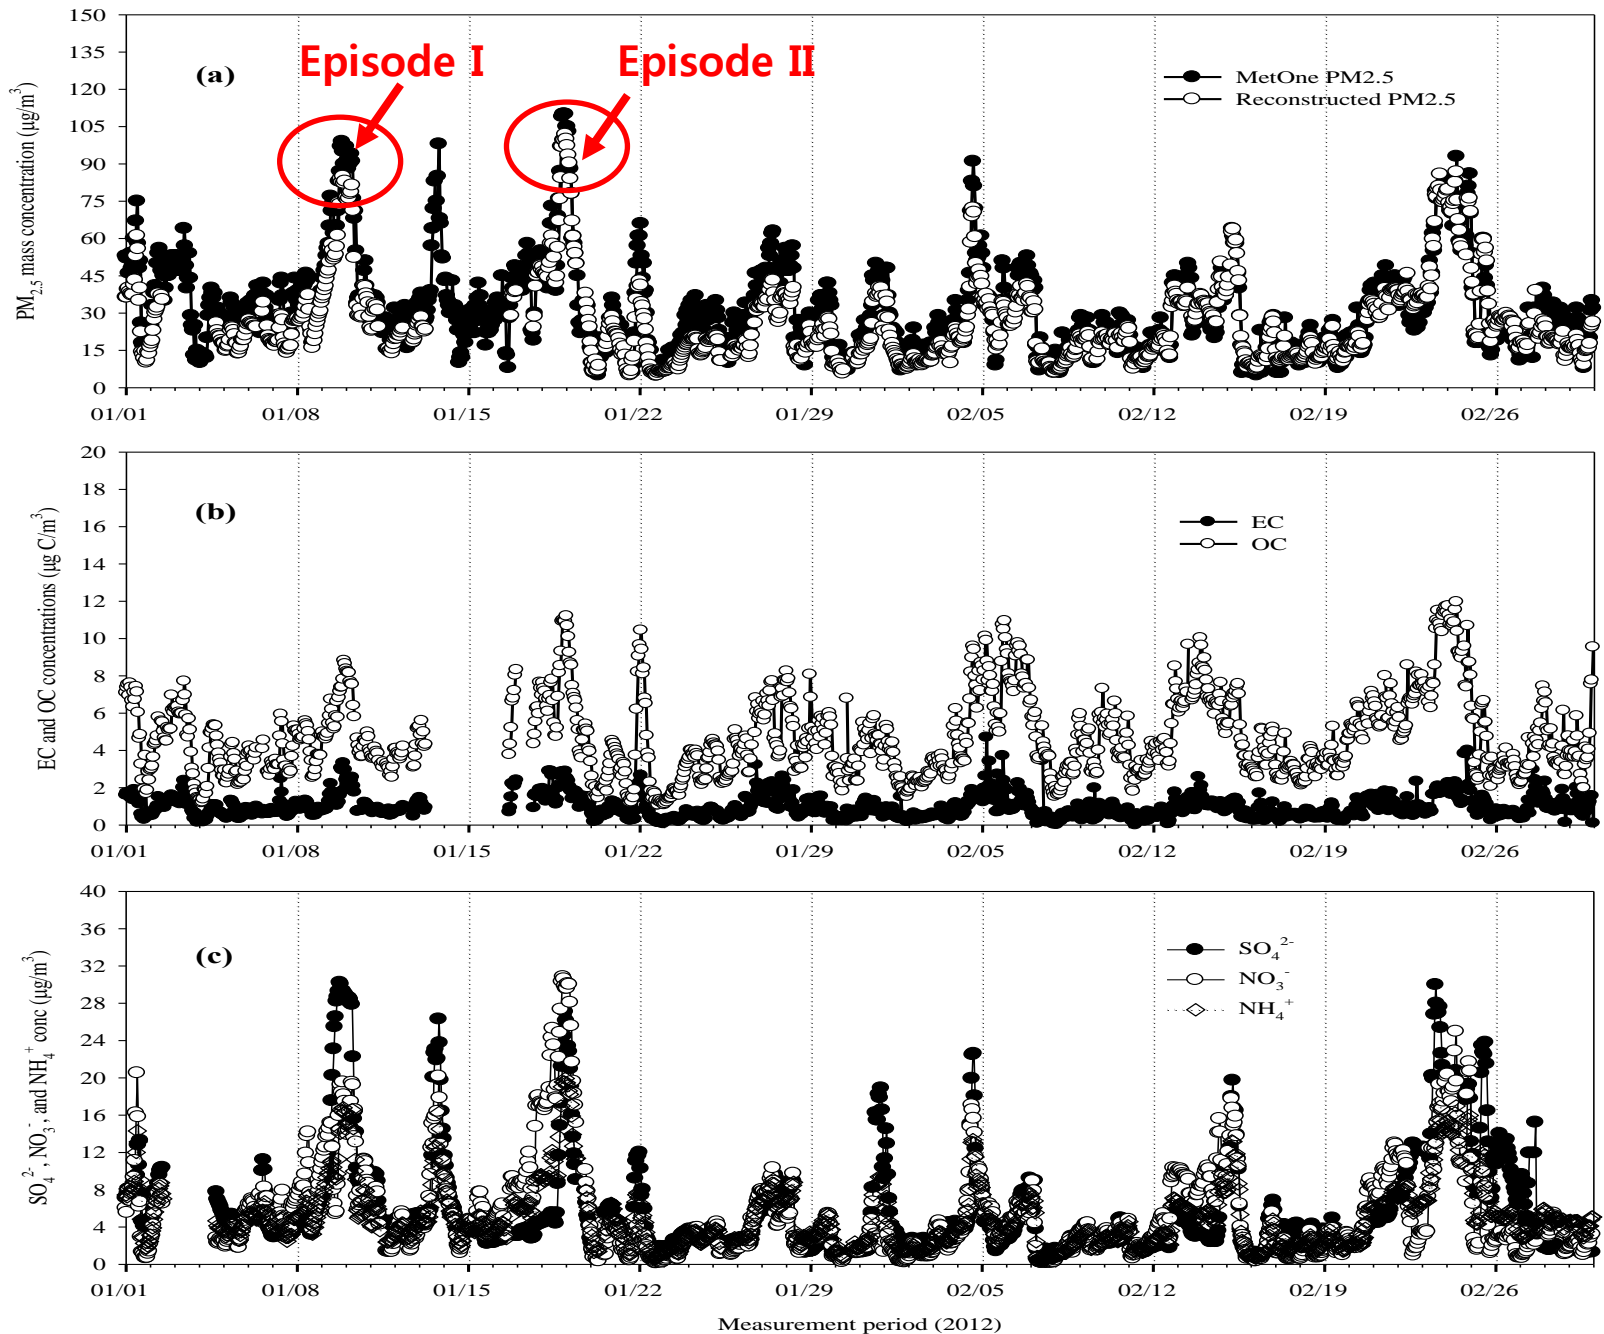 150
135
120
105
90
75
60
45
30
15
0
PM2.5 mass concentration (μg/m3)
(a)
Episode I
Episode II
MetOne PM2.5
Reconstructed PM2.5
01/01 01/08 01/15 01/22 01/29 02/05 02/12 02/19 02/26
20
18
16
14
12
10
8
6
4
2
0
EC and OC concentrations (μg C/m3)
(b)
EC
OC
01/01 01/08 01/15 01/22 01/29 02/05 02/12 02/19 02/26
40
36
32
28
24
20
16
12
8
4
0
SO42-, NO3-, and NH4+ conc (μg/m3)
(c)
SO42-
NO3-
NH4+
01/01 01/08 01/15 01/22 01/29 02/05 02/12 02/19 02/26
Measurement period (2012)